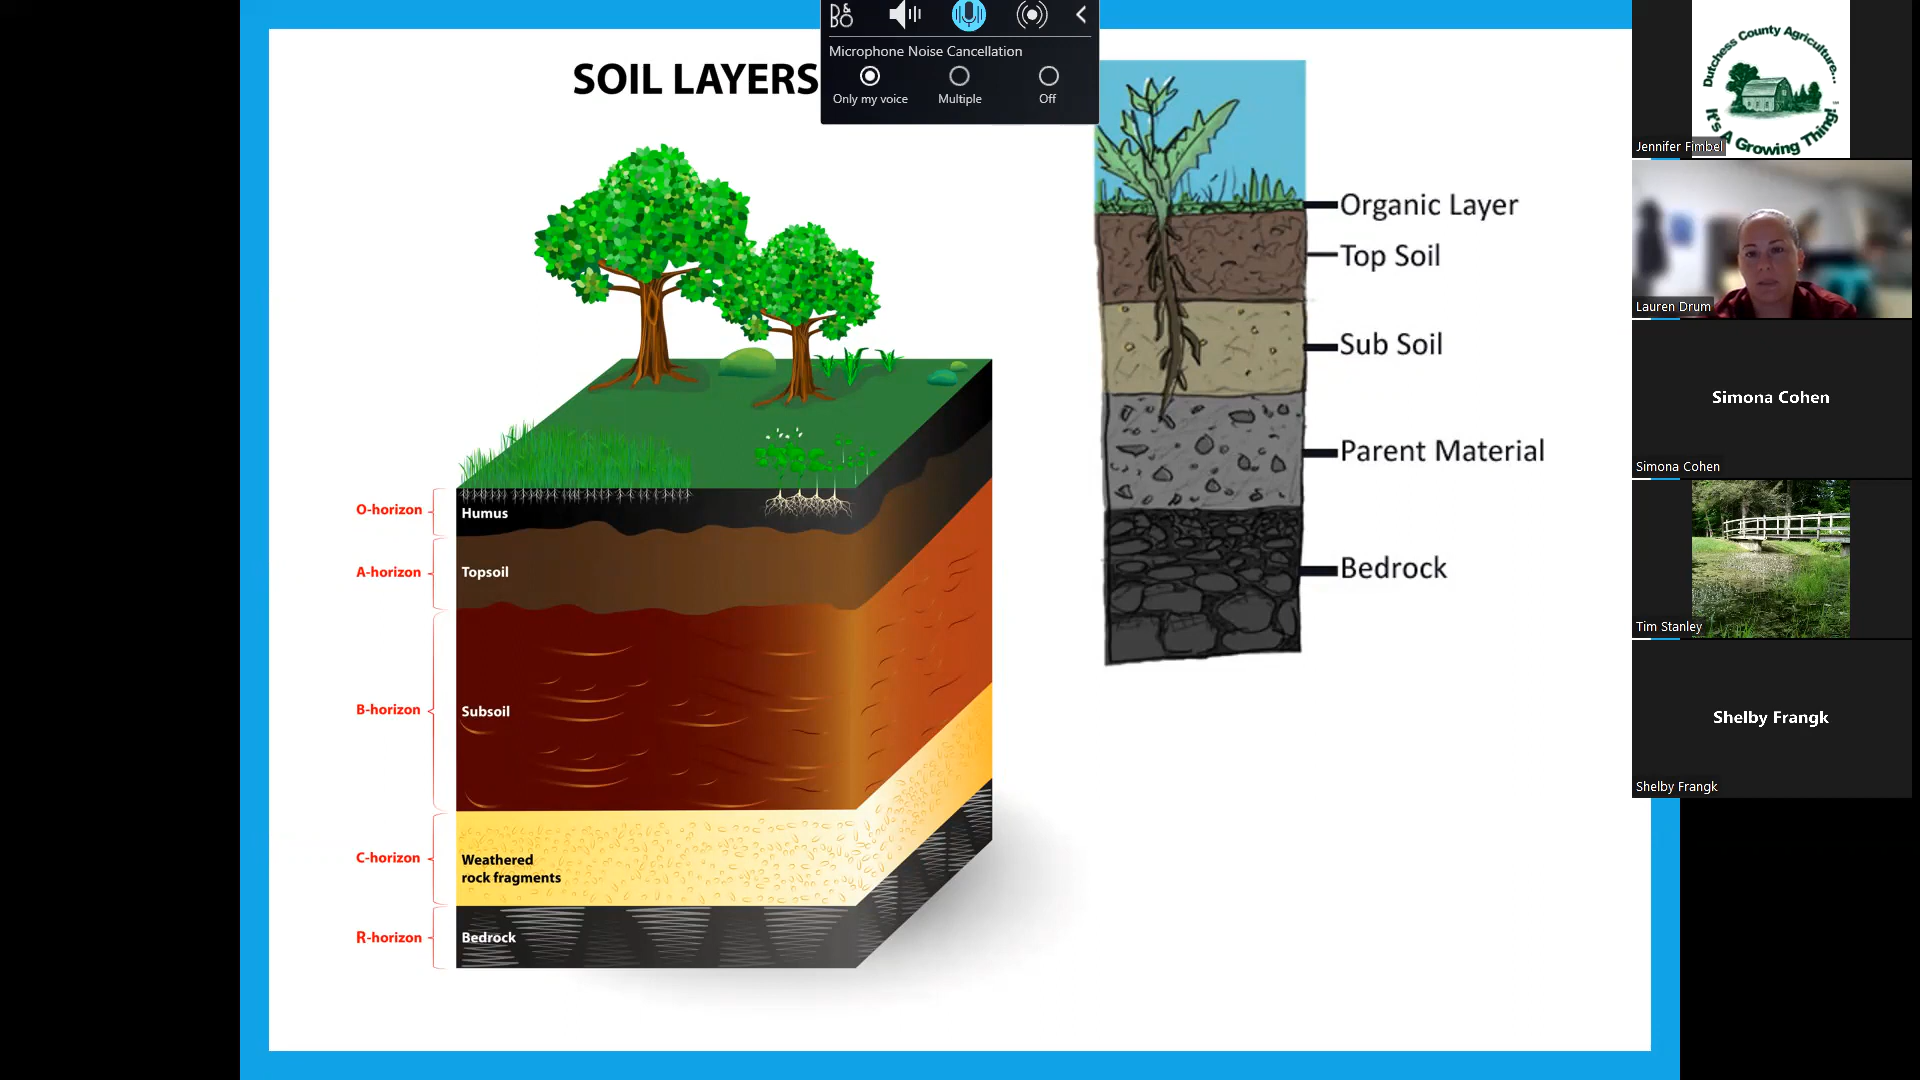 SOIL LAYERS
B&O
Microphone Noise Cancellation
Only my voice
Multiple
Off
O-horizon
Humus
A-horizon
Topsoil
B-horizon
Subsoil
C-horizon
Weathered
rock fragments
R-horizon
Bedrock
Organic Layer
Top Soil
Sub Soil
Parent Material
Bedrock
Dutchess County Agriculture...
It's A Growing Thing!
Jennifer Fimbel
Lauren Drum
Simona Cohen
Simona Cohen
Tim Stanley
Shelby Frangk
Shelby Frangk